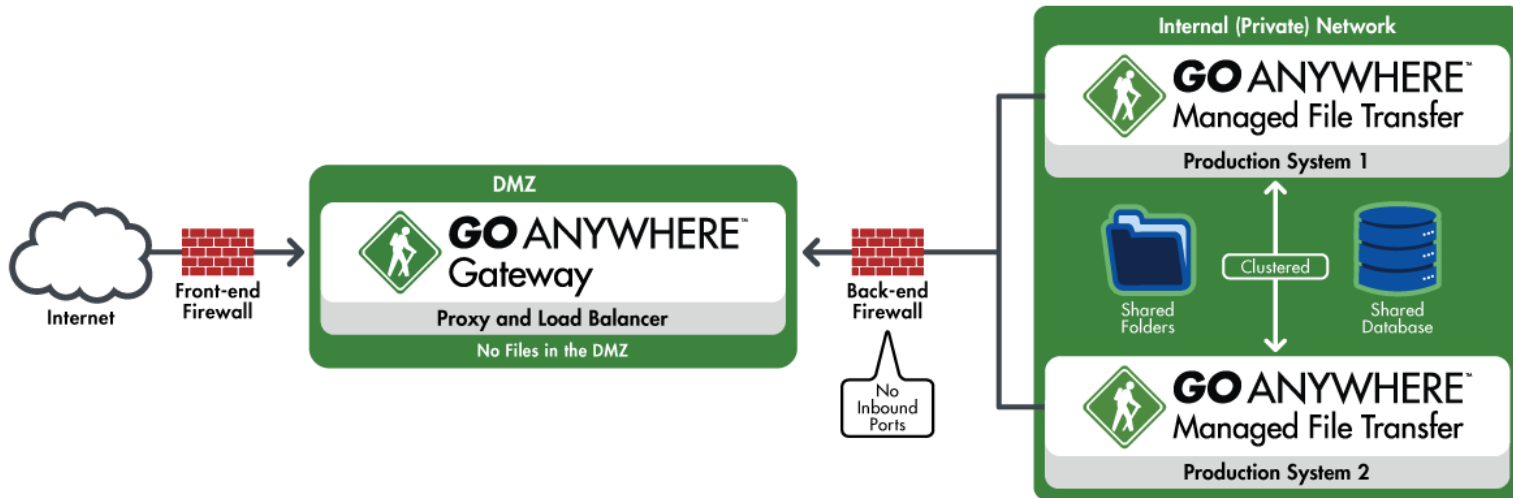 Internet
Front-end
Firewall
DMZ
GO ANYWHERE™
Gateway
Proxy and Load Balancer
No Files in the DMZ
Back-end
Firewall
No
Inbound
Ports
Internal (Private) Network
GO ANYWHERE™
Managed File Transfer
Production System 1
Shared
Folders
Clustered
Shared
Database
GO ANYWHERE™
Managed File Transfer
Production System 2